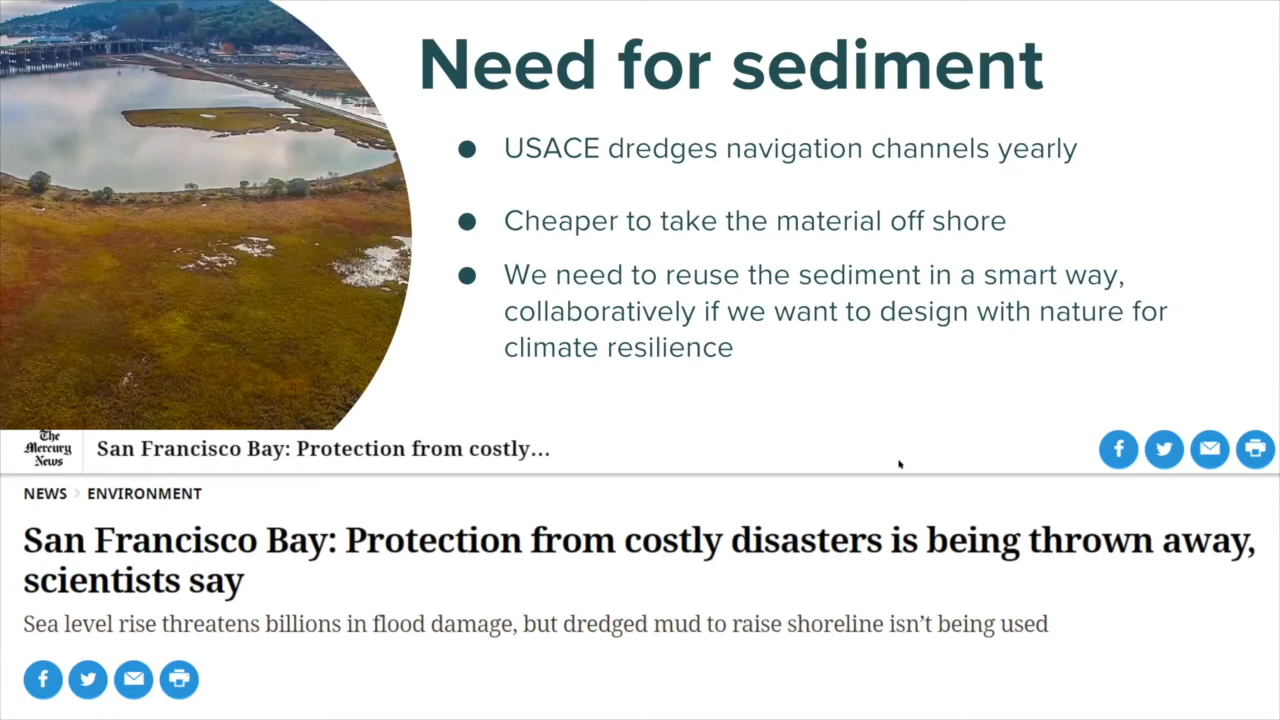 Need for sediment
USACE dredges navigation channels yearly
Cheaper to take the material off shore
We need to reuse the sediment in a smart way,
collaboratively if we want to design with nature for
climate resilience
The
Mercury
News
San Francisco Bay: Protection from costly...
NEWS > ENVIRONMENT
San Francisco Bay: Protection from costly disasters is being thrown away,
scientists say
Sea level rise threatens billions in flood damage, but dredged mud to raise shoreline isn’t being used